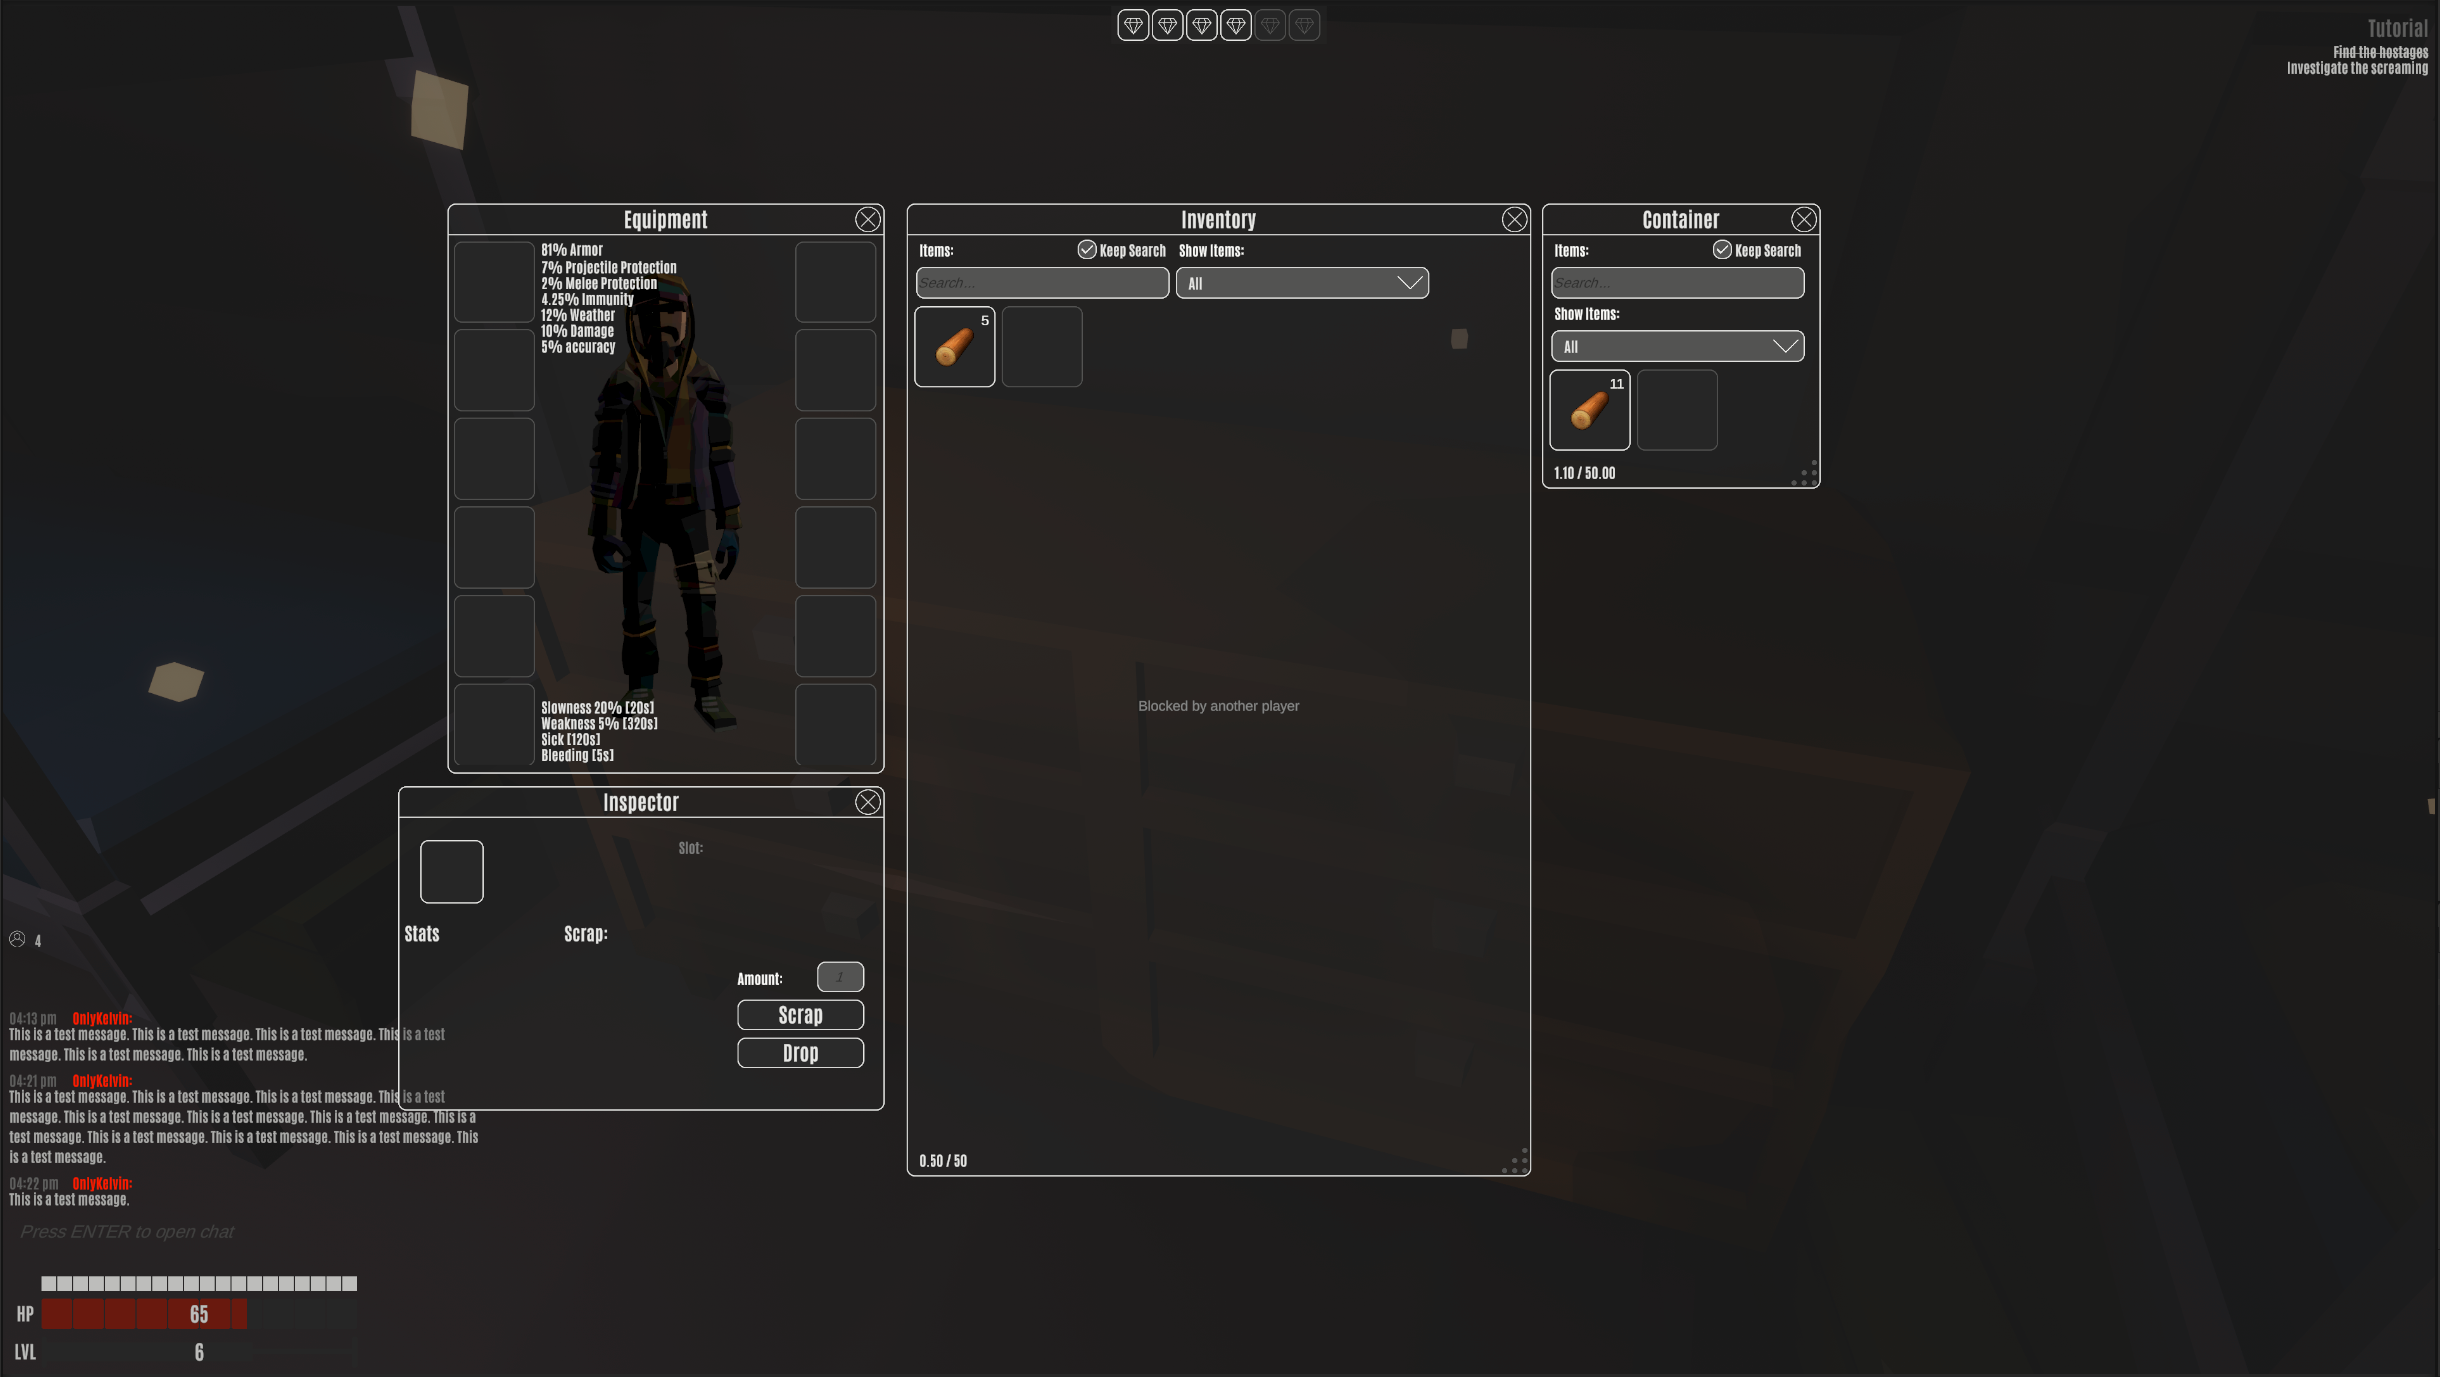 Tutorial
Find the hostages
Investigate the screaming
Equipment
81% Armor
7% Projectile Protection
2% Melee Protection
4.25% Immunity
12% Weather
10% Damage
5% accuracy
Slowness 20% [20s]
Weakness 5% [320s]
Sick [120s]
Bleeding [5s]
Inventory
Items:
Keep Search
Show Items:
Search...
All
5
Blocked by another player
0.50 / 50
Container
Items:
Keep Search
Search...
Show Items:
All
11
1.10 / 50.00
Inspector
Slot:
Stats
Scrap:
Amount:
1
Scrap
Drop
4
04:13 pm OnlyKelvin:
This is a test message. This is a test message. This is a test message. This is a test
message. This is a test message. This is a test message.
04:21 pm OnlyKelvin:
This is a test message. This is a test message. This is a test message. This is a test
message. This is a test message. This is a test message. This is a test message. This is a
test message. This is a test message. This is a test message. This is a test message. This
is a test message.
04:22 pm OnlyKelvin:
This is a test message.
Press ENTER to open chat
HP
65
LVL
6